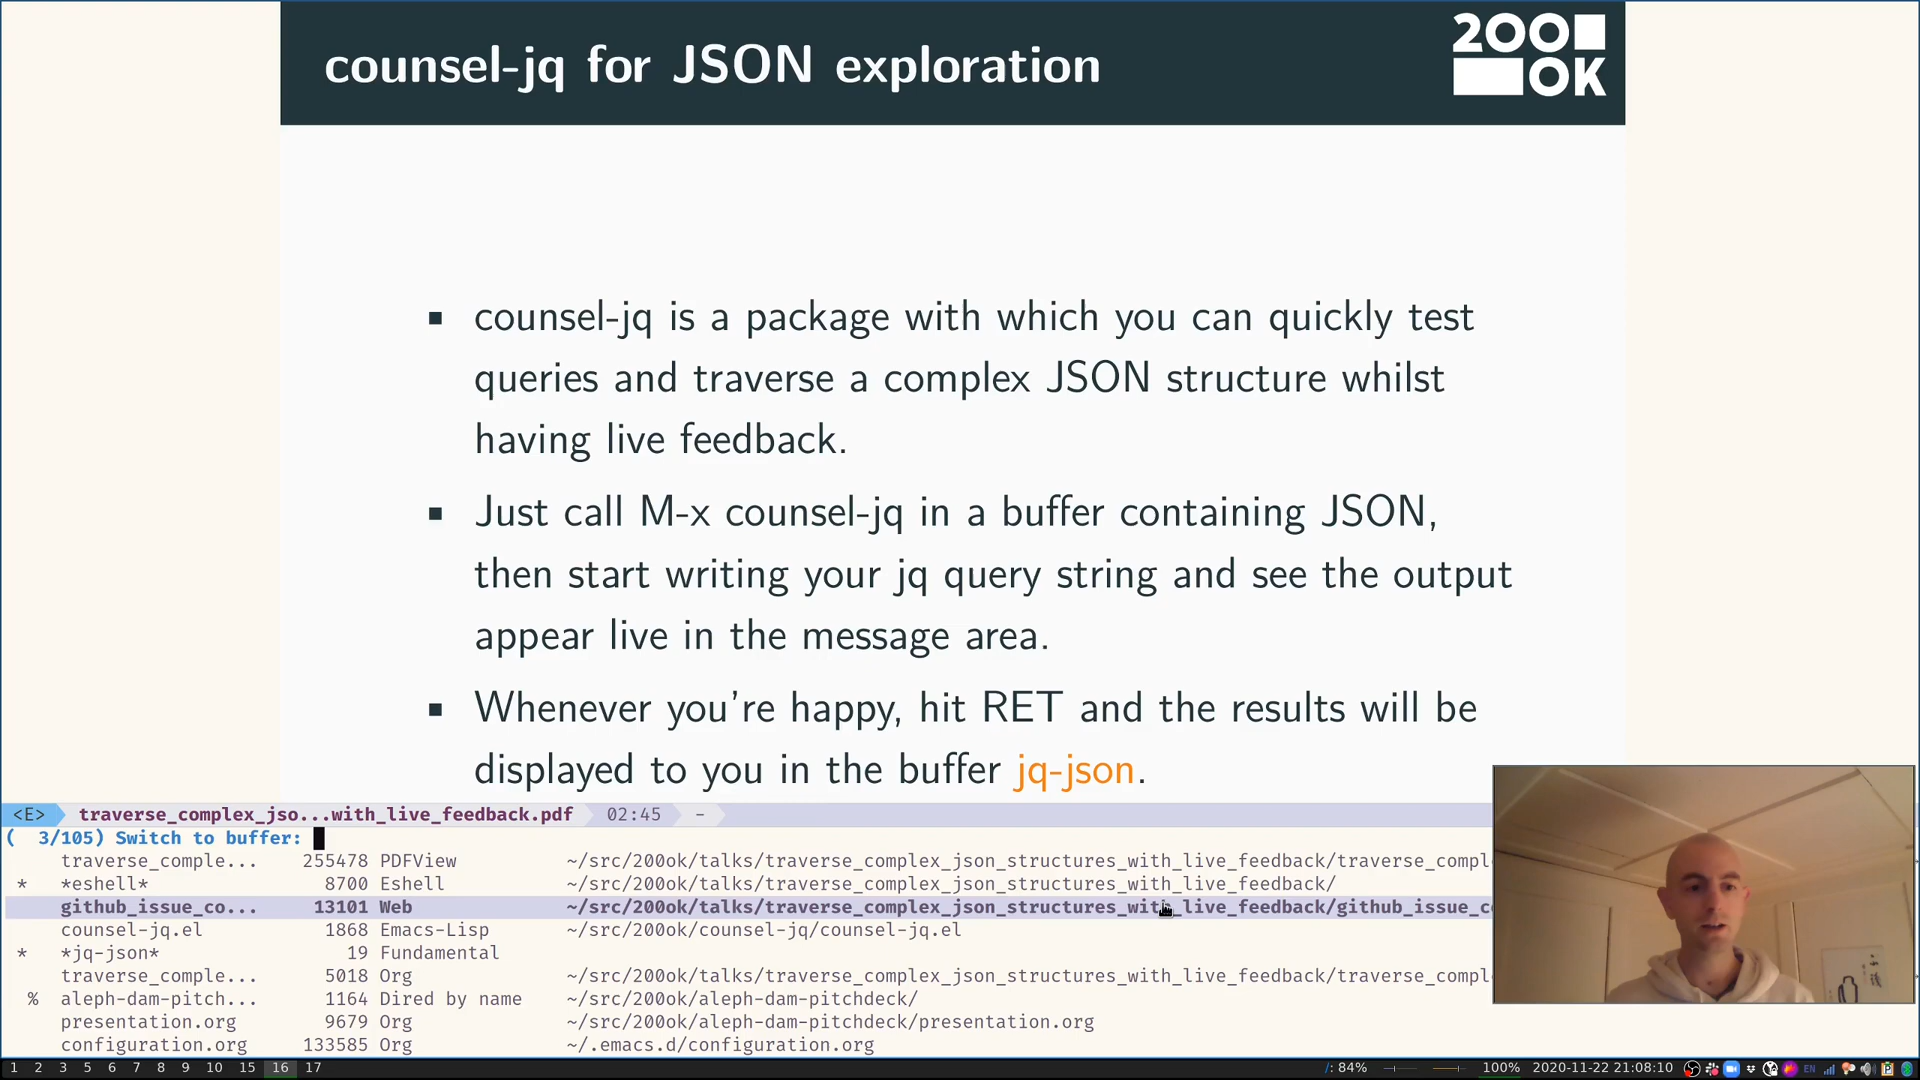 counsel-jq for JSON exploration
200
OK
▪ counsel-jq is a package with which you can quickly test
queries and traverse a complex JSON structure whilst
having live feedback.
▪ Just call M-x counsel-jq in a buffer containing JSON,
then start writing your jq query string and see the output
appear live in the message area.
▪ Whenever you're happy, hit RET and the results will be
displayed to you in the buffer jq-json.
<E> traverse_complex_jso...with_live_feedback.pdf 02:45 –
( 3/105) Switch to buffer:
traverse_comple... 255478 PDFView ~/src/200ok/talks/traverse_complex_json_structures_with_live_feedback/traverse_compl
* *eshell* 8700 Eshell ~/src/200ok/talks/traverse_complex_json_structures_with_live_feedback/
github_issue_co... 13101 Web ~/src/200ok/talks/traverse_complex_json_structures_with_live_feedback/github_issue_c
counsel-jq.el 1868 Emacs-Lisp ~/src/200ok/counsel-jq/counsel-jq.el
* *jq-json* 19 Fundamental
traverse_comple... 5018 Org ~/src/200ok/talks/traverse_complex_json_structures_with_live_feedback/traverse_compl
% aleph-dam-pitch... 1164 Dired by name ~/src/200ok/aleph-dam-pitchdeck/
presentation.org 9679 Org ~/src/200ok/aleph-dam-pitchdeck/presentation.org
configuration.org 133585 Org ~/.emacs.d/configuration.org
1 2 3 5 6 7 8 9 10 15 16 17 /: 84% 100% 2020-11-22 21:08:10 EN